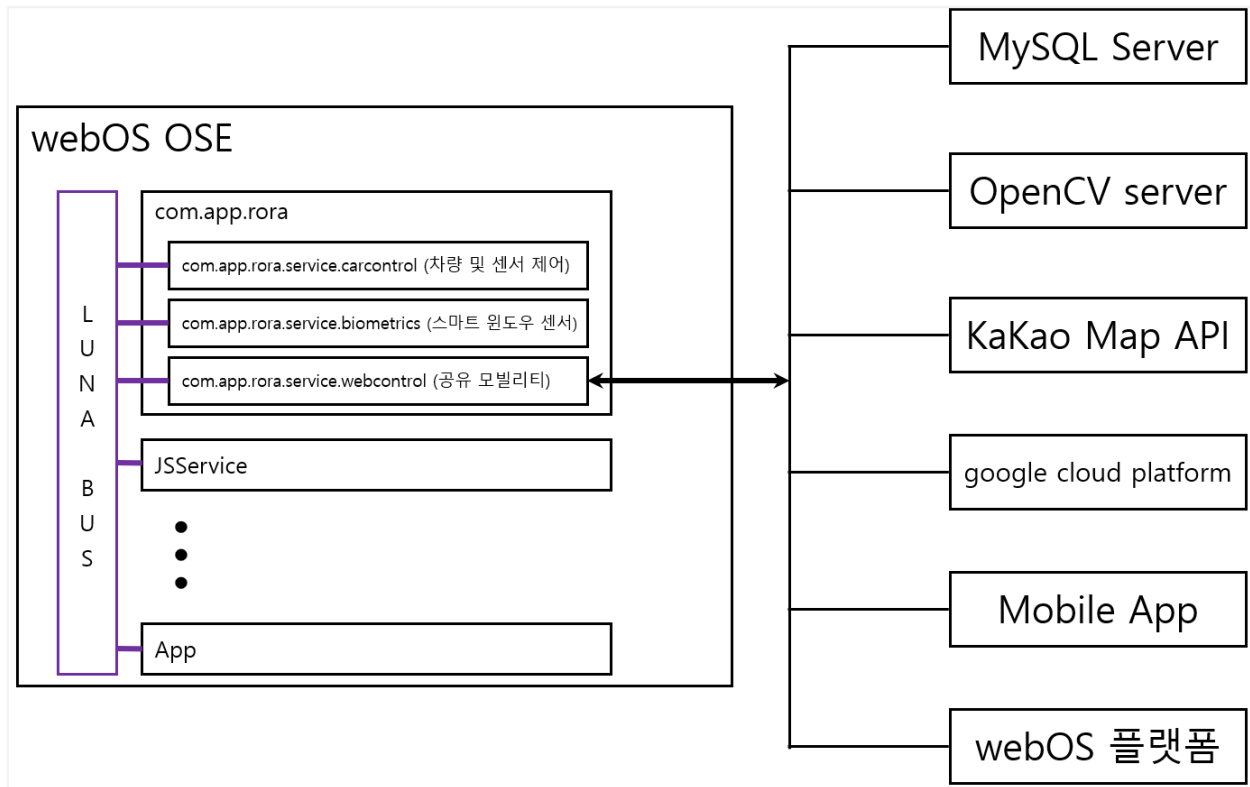 webOS OSE
LUNA BUS
com.app.rora
com.app.rora.service.carcontrol (차량 및 센서 제어)
com.app.rora.service.biometrics (스마트 윈도우 센서)
com.app.rora.service.webcontrol (공유 모빌리티)
JSService
App
MySQL Server
OpenCV server
KaKao Map API
google cloud platform
Mobile App
webOS 플랫폼